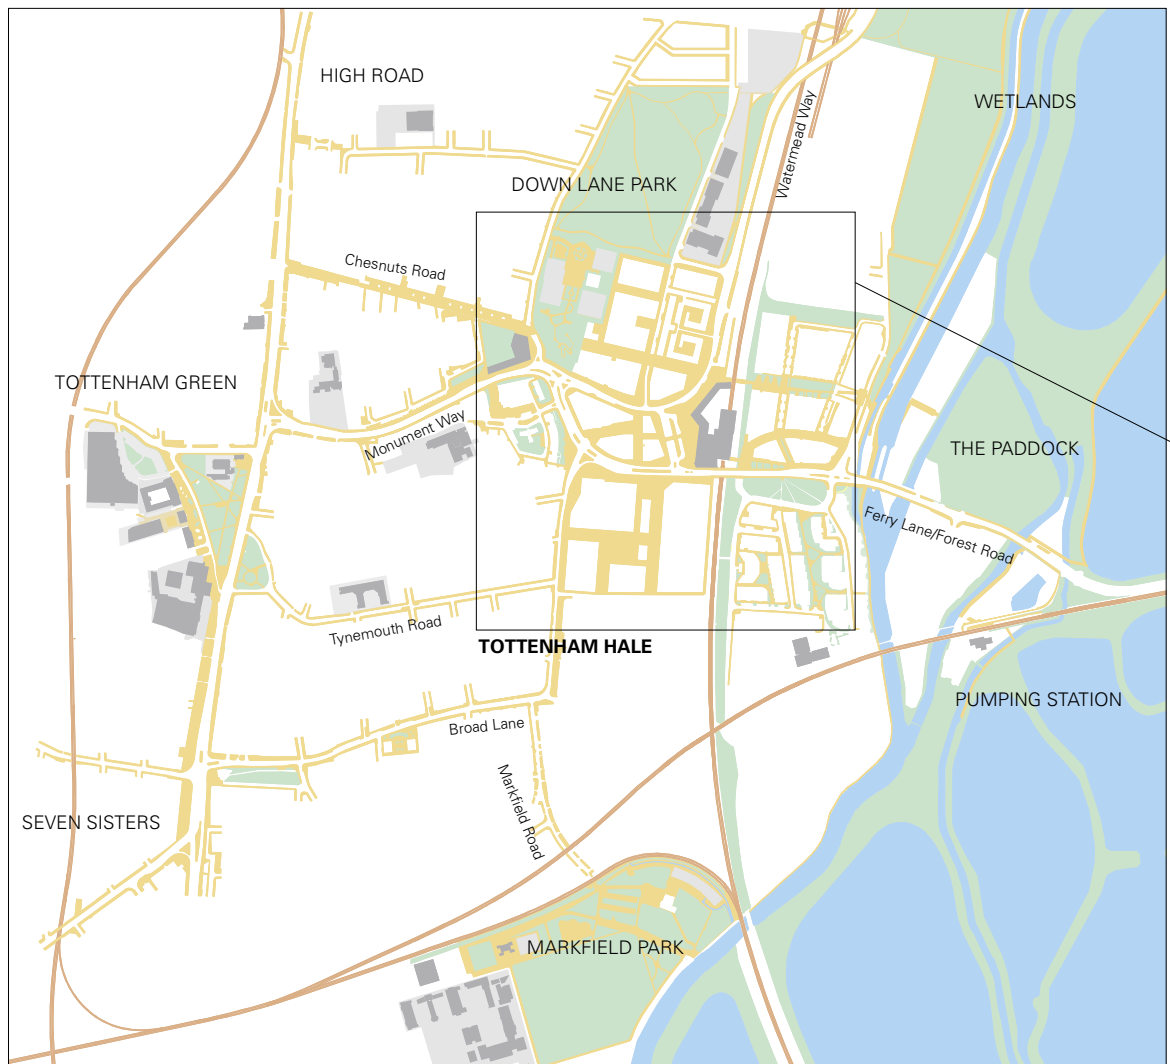 HIGH ROAD
WETLANDS
Watermead Way
DOWN LANE PARK
Chesnuts Road
TOTTENHAM GREEN
Monument Way
THE PADDOCK
Ferry Lane/Forest Road
Tynemouth Road
TOTTENHAM HALE
PUMPING STATION
Broad Lane
Markfield Road
SEVEN SISTERS
MARKFIELD PARK